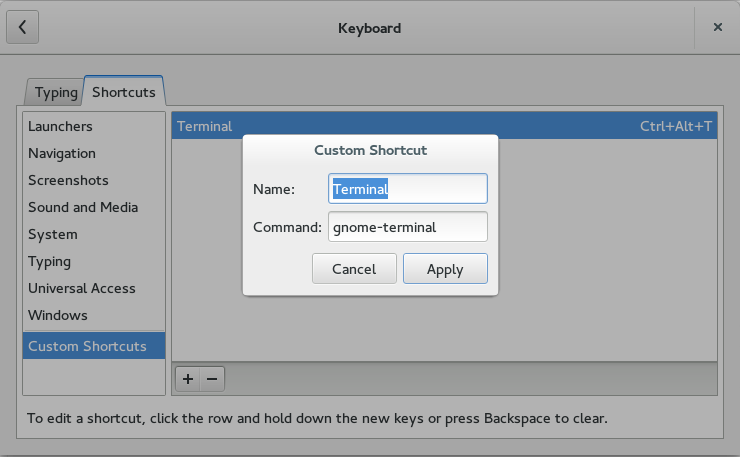 Keyboard
Typing
Shortcuts
Launchers
Navigation
Screenshots
Sound and Media
System
Typing
Universal Access
Windows
Custom Shortcuts
Terminal Ctrl+Alt+T
Custom Shortcut
Name: Terminal
Command: gnome-terminal
Cancel Apply
To edit a shortcut, click the row and hold down the new keys or press Backspace to clear.